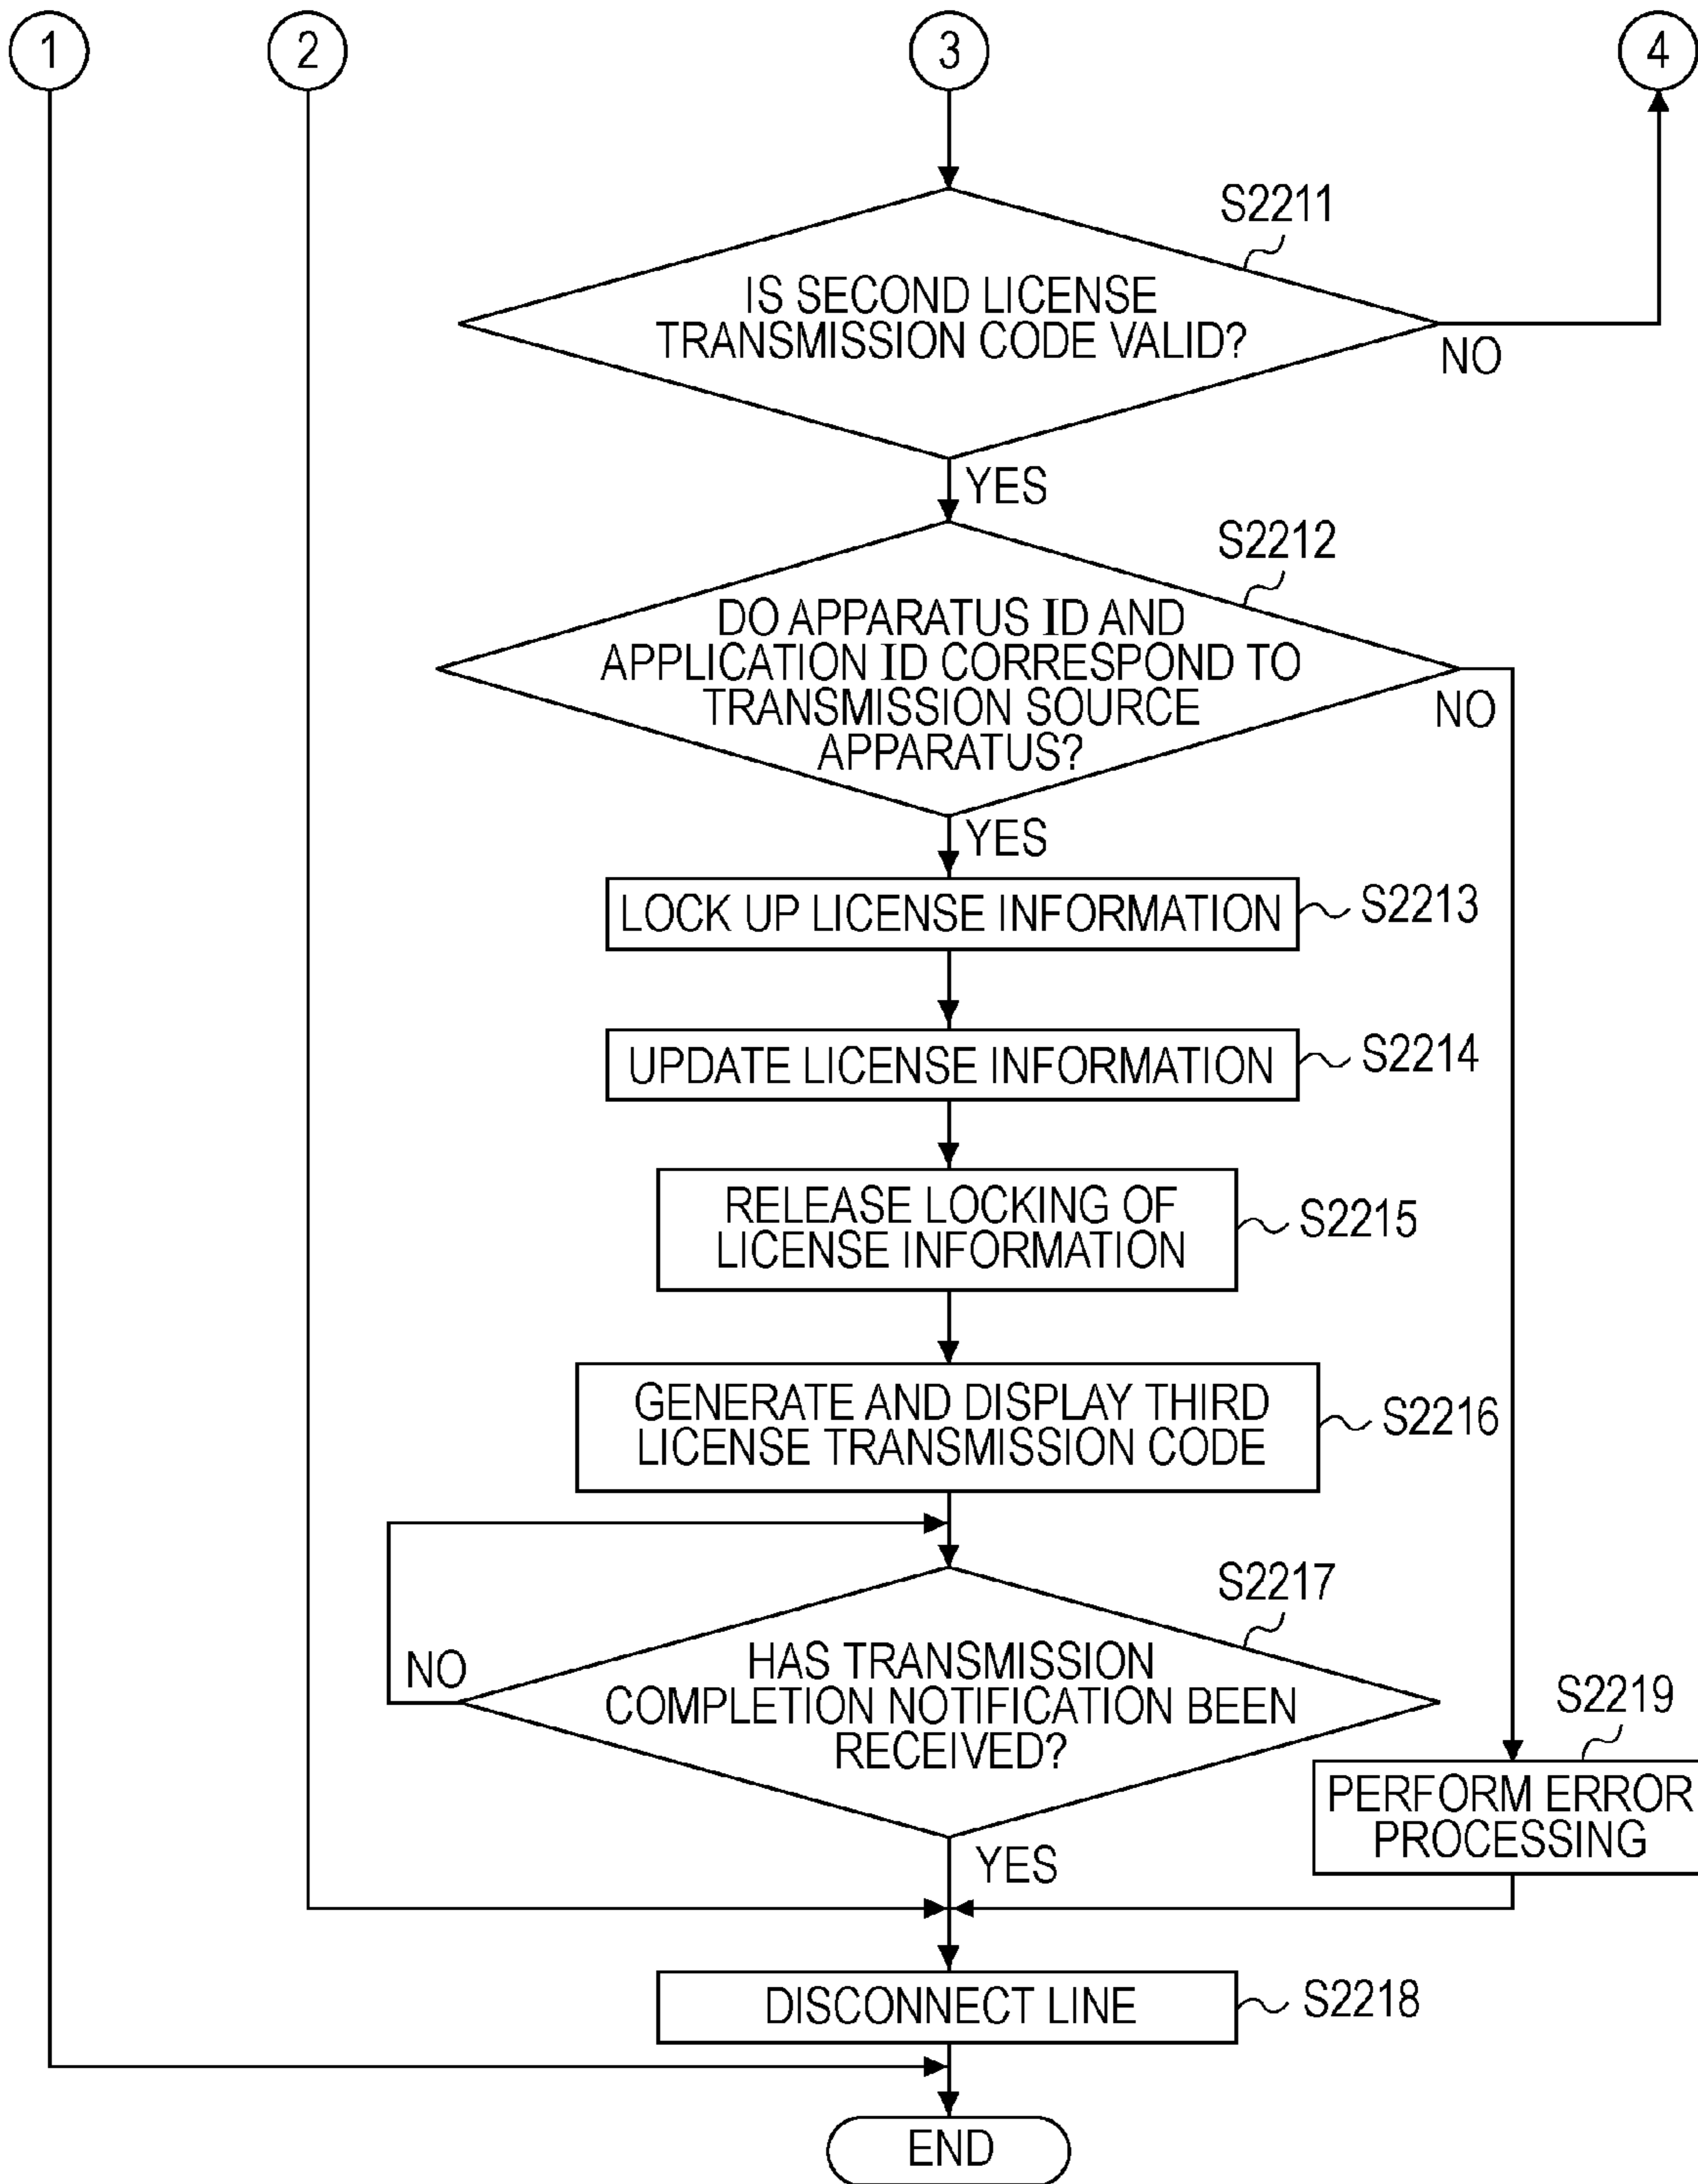 1
2
3
4
S2211
IS SECOND LICENSE
TRANSMISSION CODE VALID?
NO
YES
S2212
DO APPARATUS ID AND
APPLICATION ID CORRESPOND TO
TRANSMISSION SOURCE
APPARATUS?
NO
YES
LOCK UP LICENSE INFORMATION
S2213
UPDATE LICENSE INFORMATION
S2214
RELEASE LOCKING OF
LICENSE INFORMATION
S2215
GENERATE AND DISPLAY THIRD
LICENSE TRANSMISSION CODE
S2216
S2217
HAS TRANSMISSION
COMPLETION NOTIFICATION BEEN
RECEIVED?
NO
YES
S2219
PERFORM ERROR
PROCESSING
DISCONNECT LINE
S2218
END